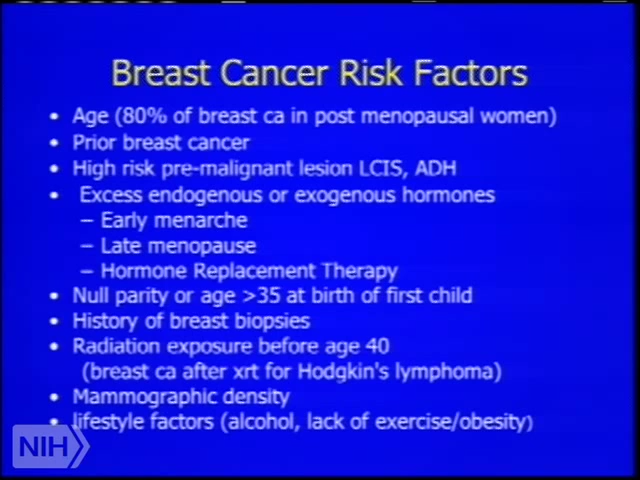 Breast Cancer Risk Factors
• Age (80% of breast ca in post menopausal women)
• Prior breast cancer
• High risk pre-malignant lesion LCIS, ADH
• Excess endogenous or exogenous hormones
– Early menarche
– Late menopause
– Hormone Replacement Therapy
• Null parity or age >35 at birth of first child
• History of breast biopsies
• Radiation exposure before age 40
(breast ca after xrt for Hodgkin's lymphoma)
• Mammographic density
• lifestyle factors (alcohol, lack of exercise/obesity)
NIH